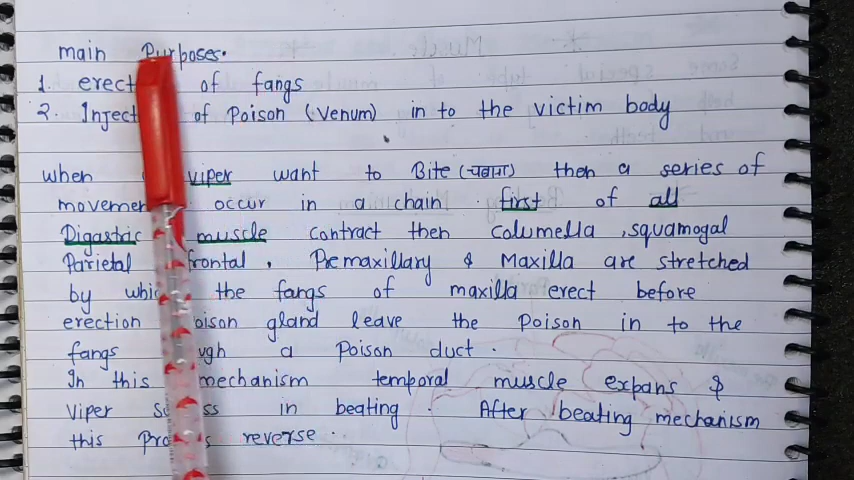 main Purposes.
1. erect of fangs
2. Inject of Poison (Venum) in to the victim body
when viper want to Bite (चबाना) then a series of
movemen occur in a chain. first of all
Digastric muscle contract then columella , squamogal
Parietal frontal , Premaxillary & Maxilla are stretched
by whic the fangs of maxilla erect before
erection oison gland leave the Poison in to the
fangs ugh a Poison duct.
In this mechanism temporal muscle expans &
Viper ss in beating . After beating mechanism
this pro s reverse.